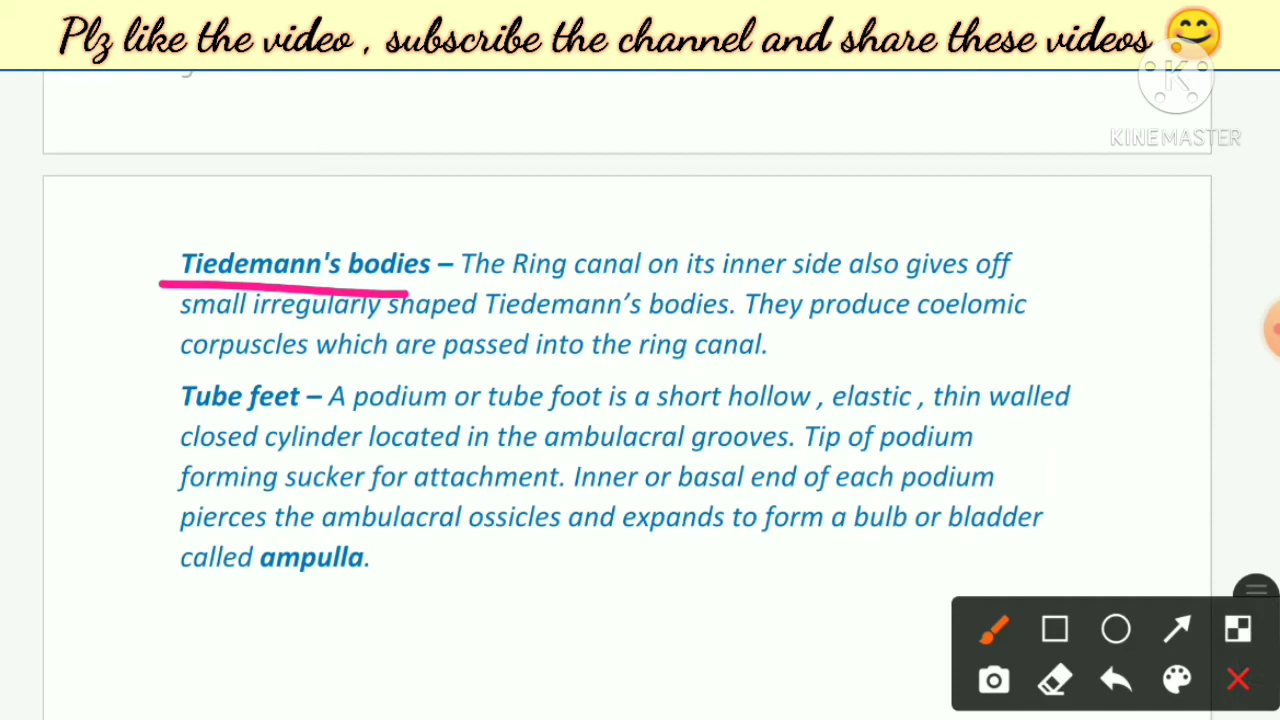 Plz like the video , subscribe the channel and share these videos
KINEMASTER
Tiedemann's bodies – The Ring canal on its inner side also gives off
small irregularly shaped Tiedemann’s bodies. They produce coelomic
corpuscles which are passed into the ring canal.
Tube feet – A podium or tube foot is a short hollow , elastic , thin walled
closed cylinder located in the ambulacral grooves. Tip of podium
forming sucker for attachment. Inner or basal end of each podium
pierces the ambulacral ossicles and expands to form a bulb or bladder
called ampulla.